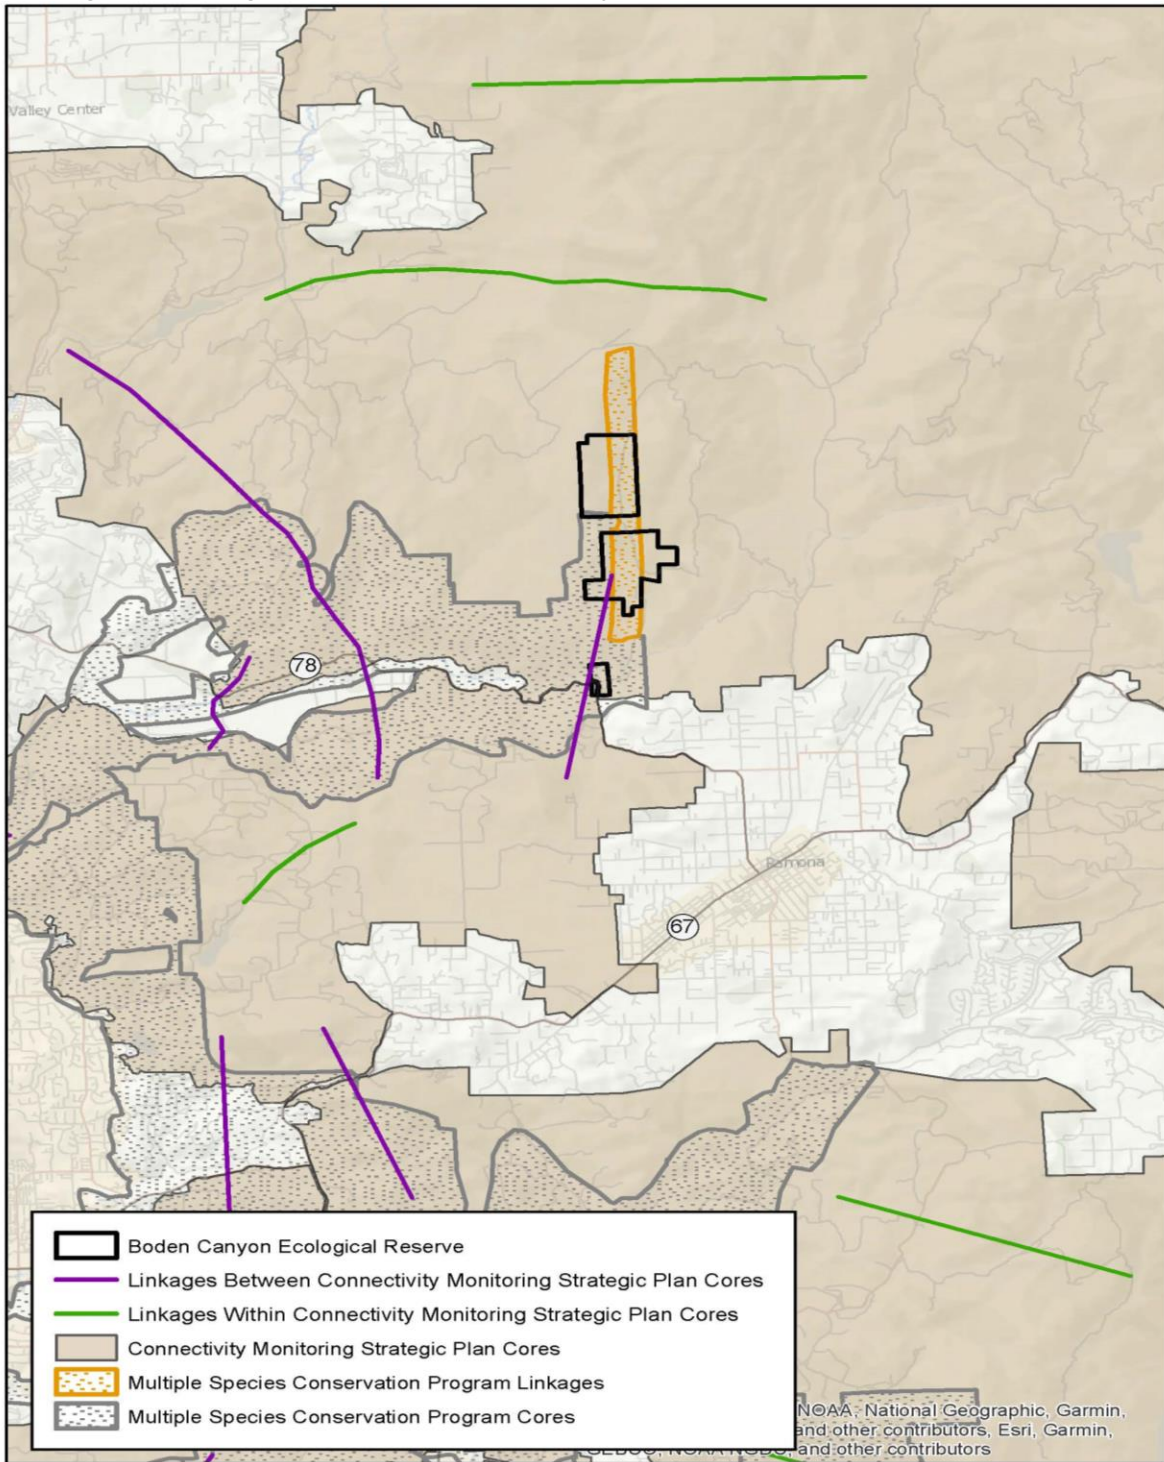 Valley Center
78
Ramona
67
Boden Canyon Ecological Reserve
Linkages Between Connectivity Monitoring Strategic Plan Cores
Linkages Within Connectivity Monitoring Strategic Plan Cores
Connectivity Monitoring Strategic Plan Cores
Multiple Species Conservation Program Linkages
Multiple Species Conservation Program Cores
NOAA, National Geographic, Garmin,
and other contributors, Esri, Garmin,
and other contributors